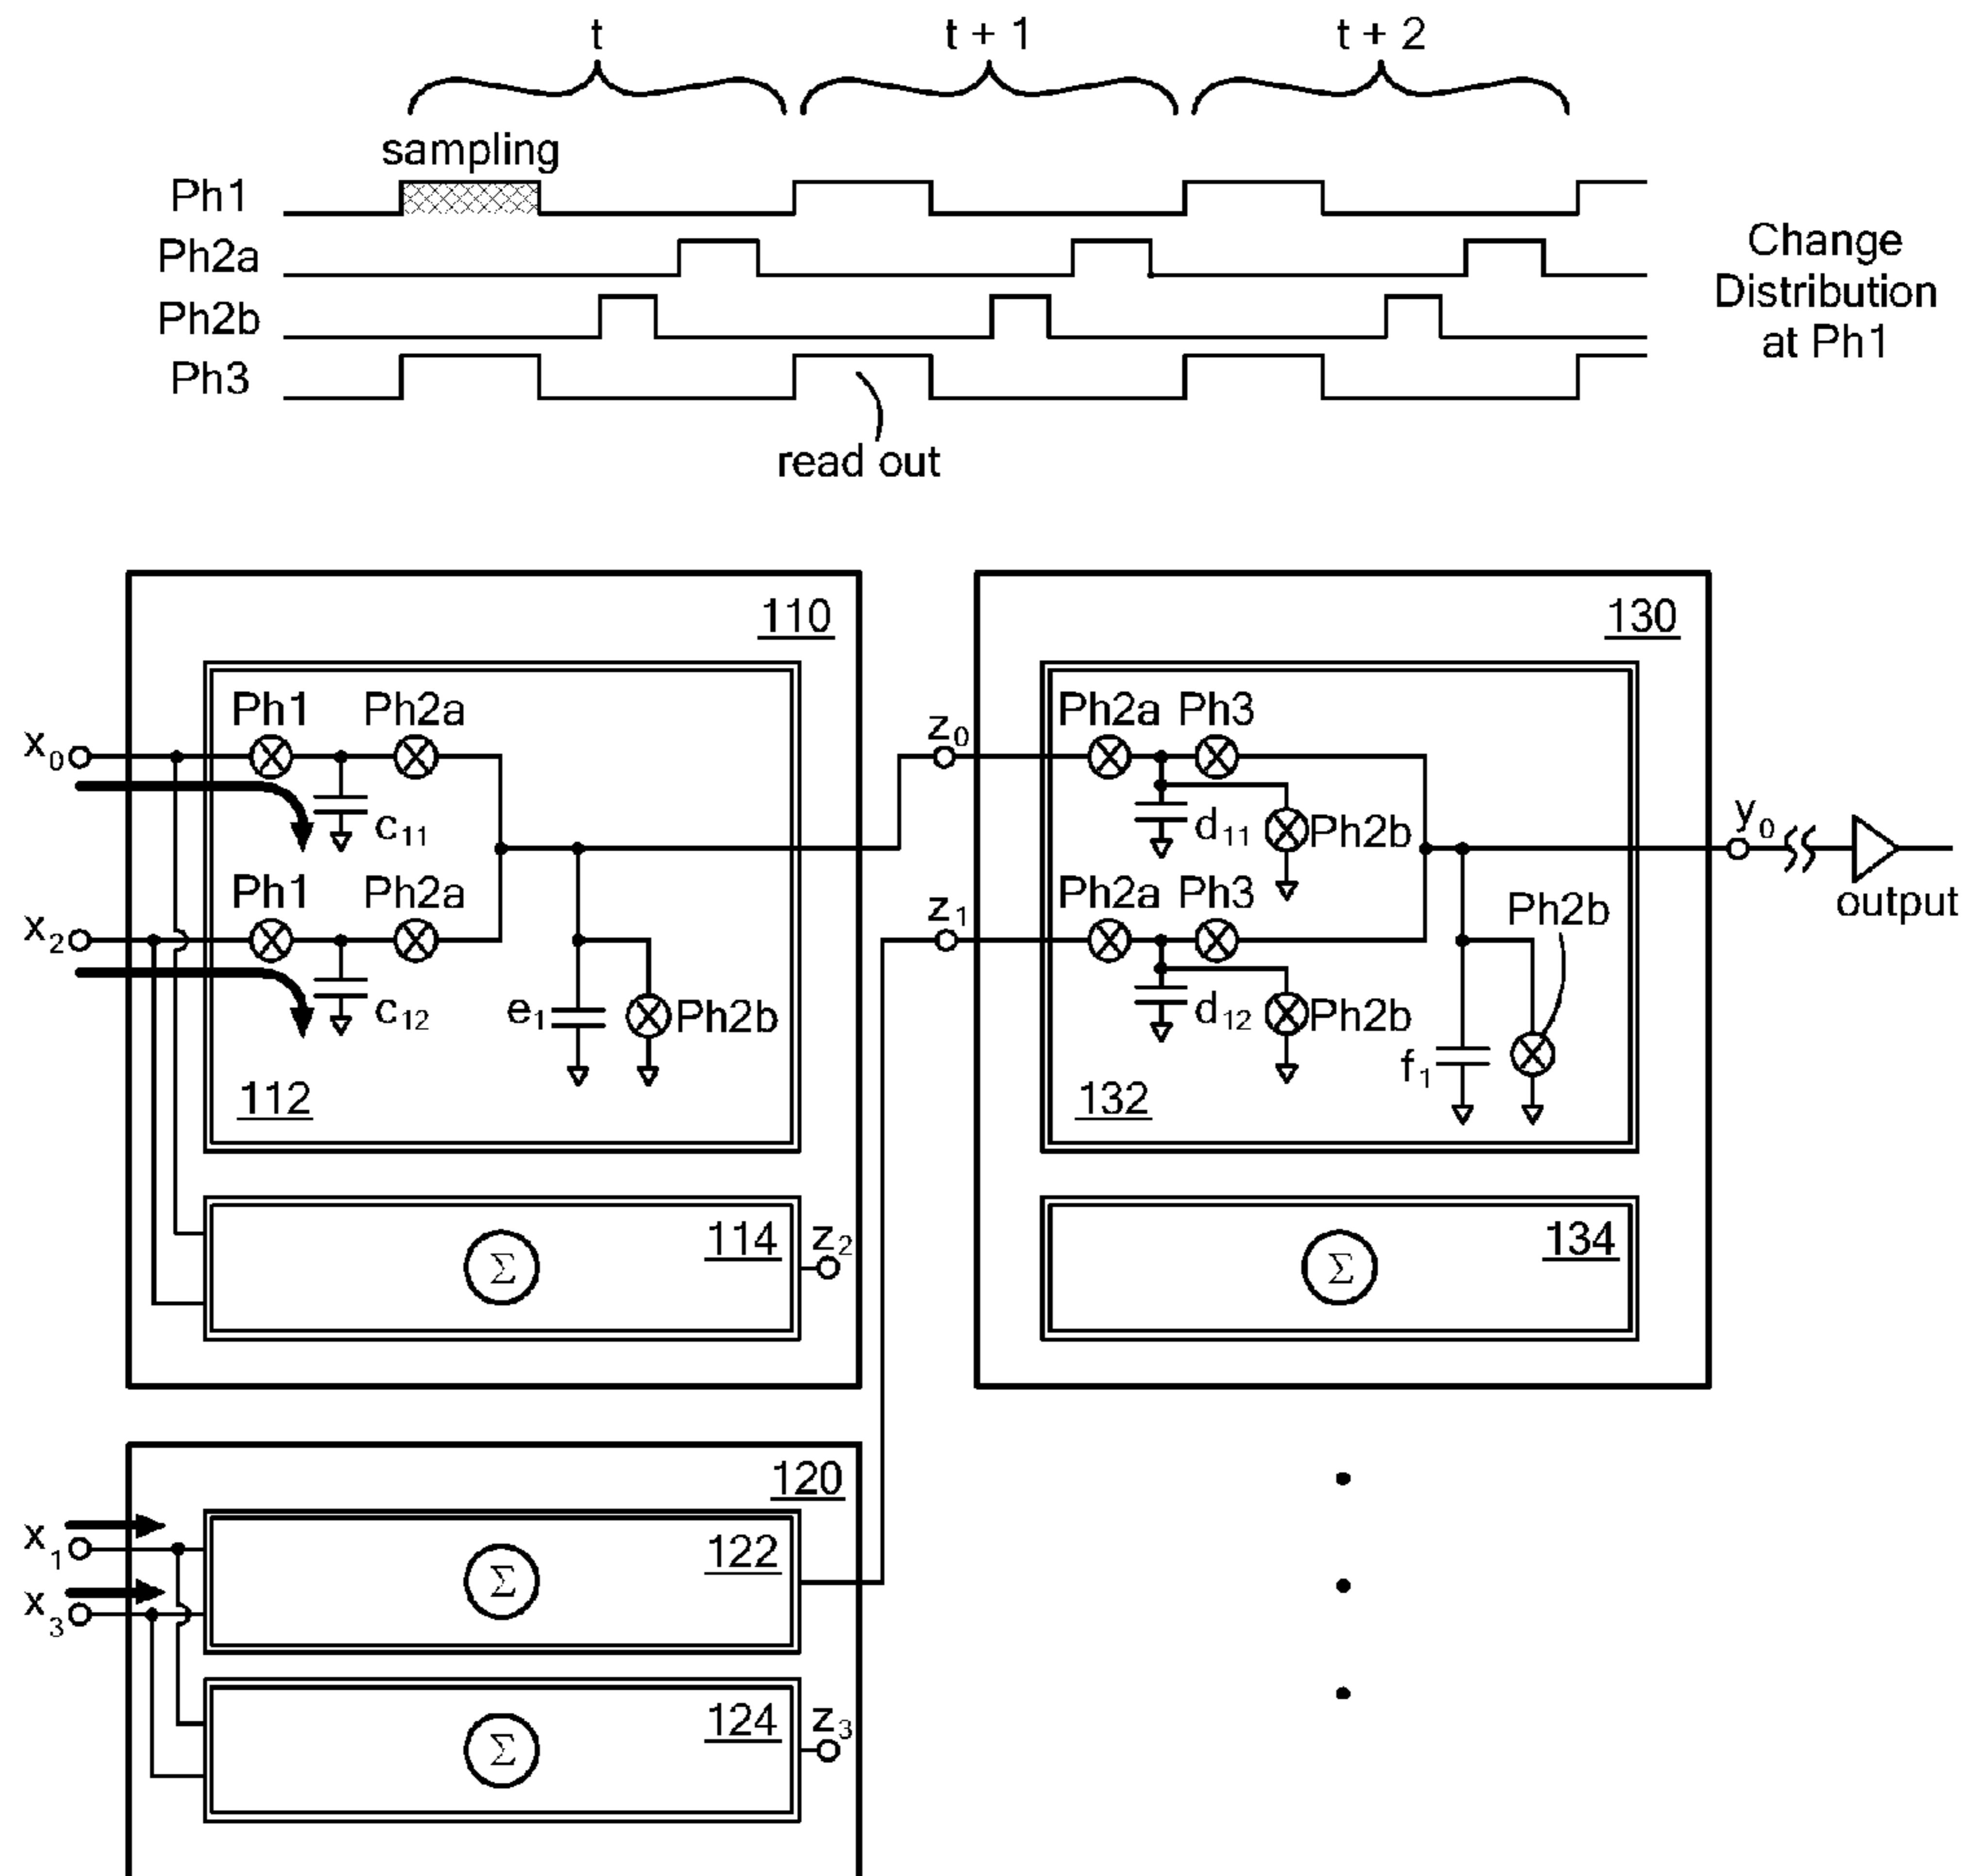 t
t + 1
t + 2
sampling
Ph1
Ph2a
Ph2b
Ph3
Change
Distribution
at Ph1
read out
110
130
Ph1 Ph2a
x0
c11
Ph1 Ph2a
x2
c12
e1
Ph2b
112
z0
z1
Ph2a Ph3
d11
Ph2b
Ph2a Ph3
d12
Ph2b
f1
Ph2b
132
y0
output
Σ
114
z2
Σ
134
120
x1
x3
Σ
122
Σ
124
z3